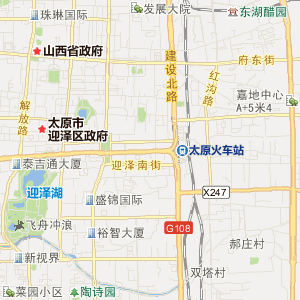 珠琳国际
发展大院
东湖醋园
山西省政府
建设北路
府东街
红沟路
解放路
嘉地中心
A+5米4
太原市
迎泽区政府
太原火车站
泰吉通大厦
迎泽南街
迎泽湖
盛锦国际
X247
飞舟冲浪
G108
裕智大厦
郝庄村
新视界
双塔村
菜园小区
陶诗园